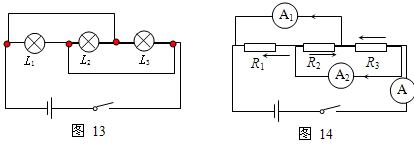 A₁
L₁ L₂ L₃
R₁ R₂ R₃
A₂
A
图 13 图 14